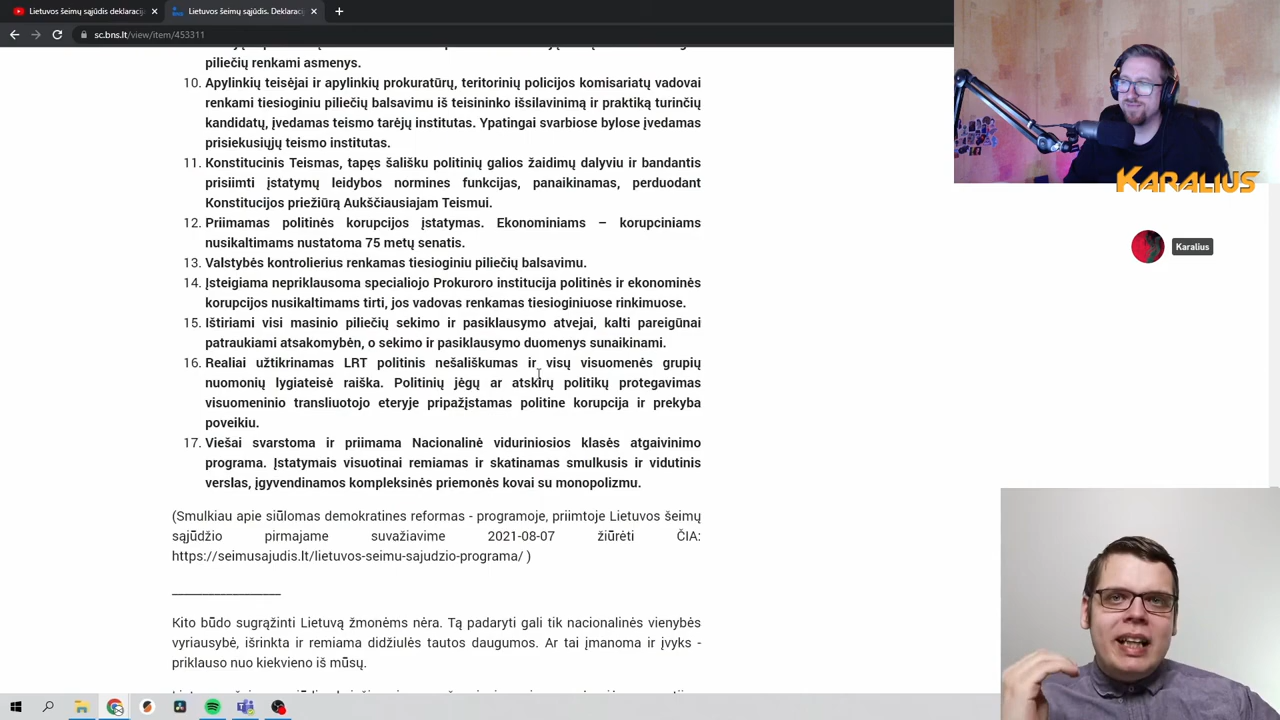 Lietuvos šeimų sąjūdis deklaracij
Lietuvos šeimų sąjūdis. Deklaraci
sc.bns.lt/view/item/453311
piliečių renkami asmenys.
10. Apylinkių teisėjai ir apylinkių prokuratūrų, teritorinių policijos komisariatų vadovai
renkami tiesioginiu piliečių balsavimu iš teisininko išsilavinimą ir praktiką turinčių
kandidatų, įvedamas teismo tarėjų institutas. Ypatingai svarbiose bylose įvedamas
prisiekusiųjų teismo institutas.
11. Konstitucinis Teismas, tapęs šališku politinių galios žaidimų dalyviu ir bandantis
prisiimti įstatymų leidybos normines funkcijas, panaikinamas, perduodant
Konstitucijos priežiūrą Aukščiausiajam Teismui.
12. Priimamas politinės korupcijos įstatymas. Ekonominiams – korupciniams
nusikaltimams nustatoma 75 metų senatis.
13. Valstybės kontrolierius renkamas tiesioginiu piliečių balsavimu.
14. Įsteigiama nepriklausoma specialiojo Prokuroro institucija politinės ir ekonominės
korupcijos nusikaltimams tirti, jos vadovas renkamas tiesioginiuose rinkimuose.
15. Ištiriami visi masinio piliečių sekimo ir pasiklausymo atvejai, kalti pareigūnai
patraukiami atsakomybėn, o sekimo ir pasiklausymo duomenys sunaikinami.
16. Realiai užtikrinamas LRT politinis nešališkumas ir visų visuomenės grupių
nuomonių lygiateisė raiška. Politinių jėgų ar atskirų politikų protegavimas
visuomeninio transliuotojo eteryje pripažįstamas politine korupcija ir prekyba
poveikiu.
17. Viešai svarstoma ir priimama Nacionalinė viduriniosios klasės atgaivinimo
programa. Įstatymais visuotinai remiamas ir skatinamas smulkusis ir vidutinis
verslas, įgyvendinamos kompleksinės priemonės kovai su monopolizmu.
(Smulkiau apie siūlomas demokratines reformas - programoje, priimtoje Lietuvos šeimų
sąjūdžio pirmajame suvažiavime 2021-08-07 žiūrėti ČIA:
https://seimusajudis.lt/lietuvos-seimu-sajudzio-programa/ )
__________________
Kito būdo sugrąžinti Lietuvą žmonėms nėra. Tą padaryti gali tik nacionalinės vienybės
vyriausybė, išrinkta ir remiama didžiulės tautos daugumos. Ar tai įmanoma ir įvyks -
priklauso nuo kiekvieno iš mūsų.
KARALIUS
Karalius